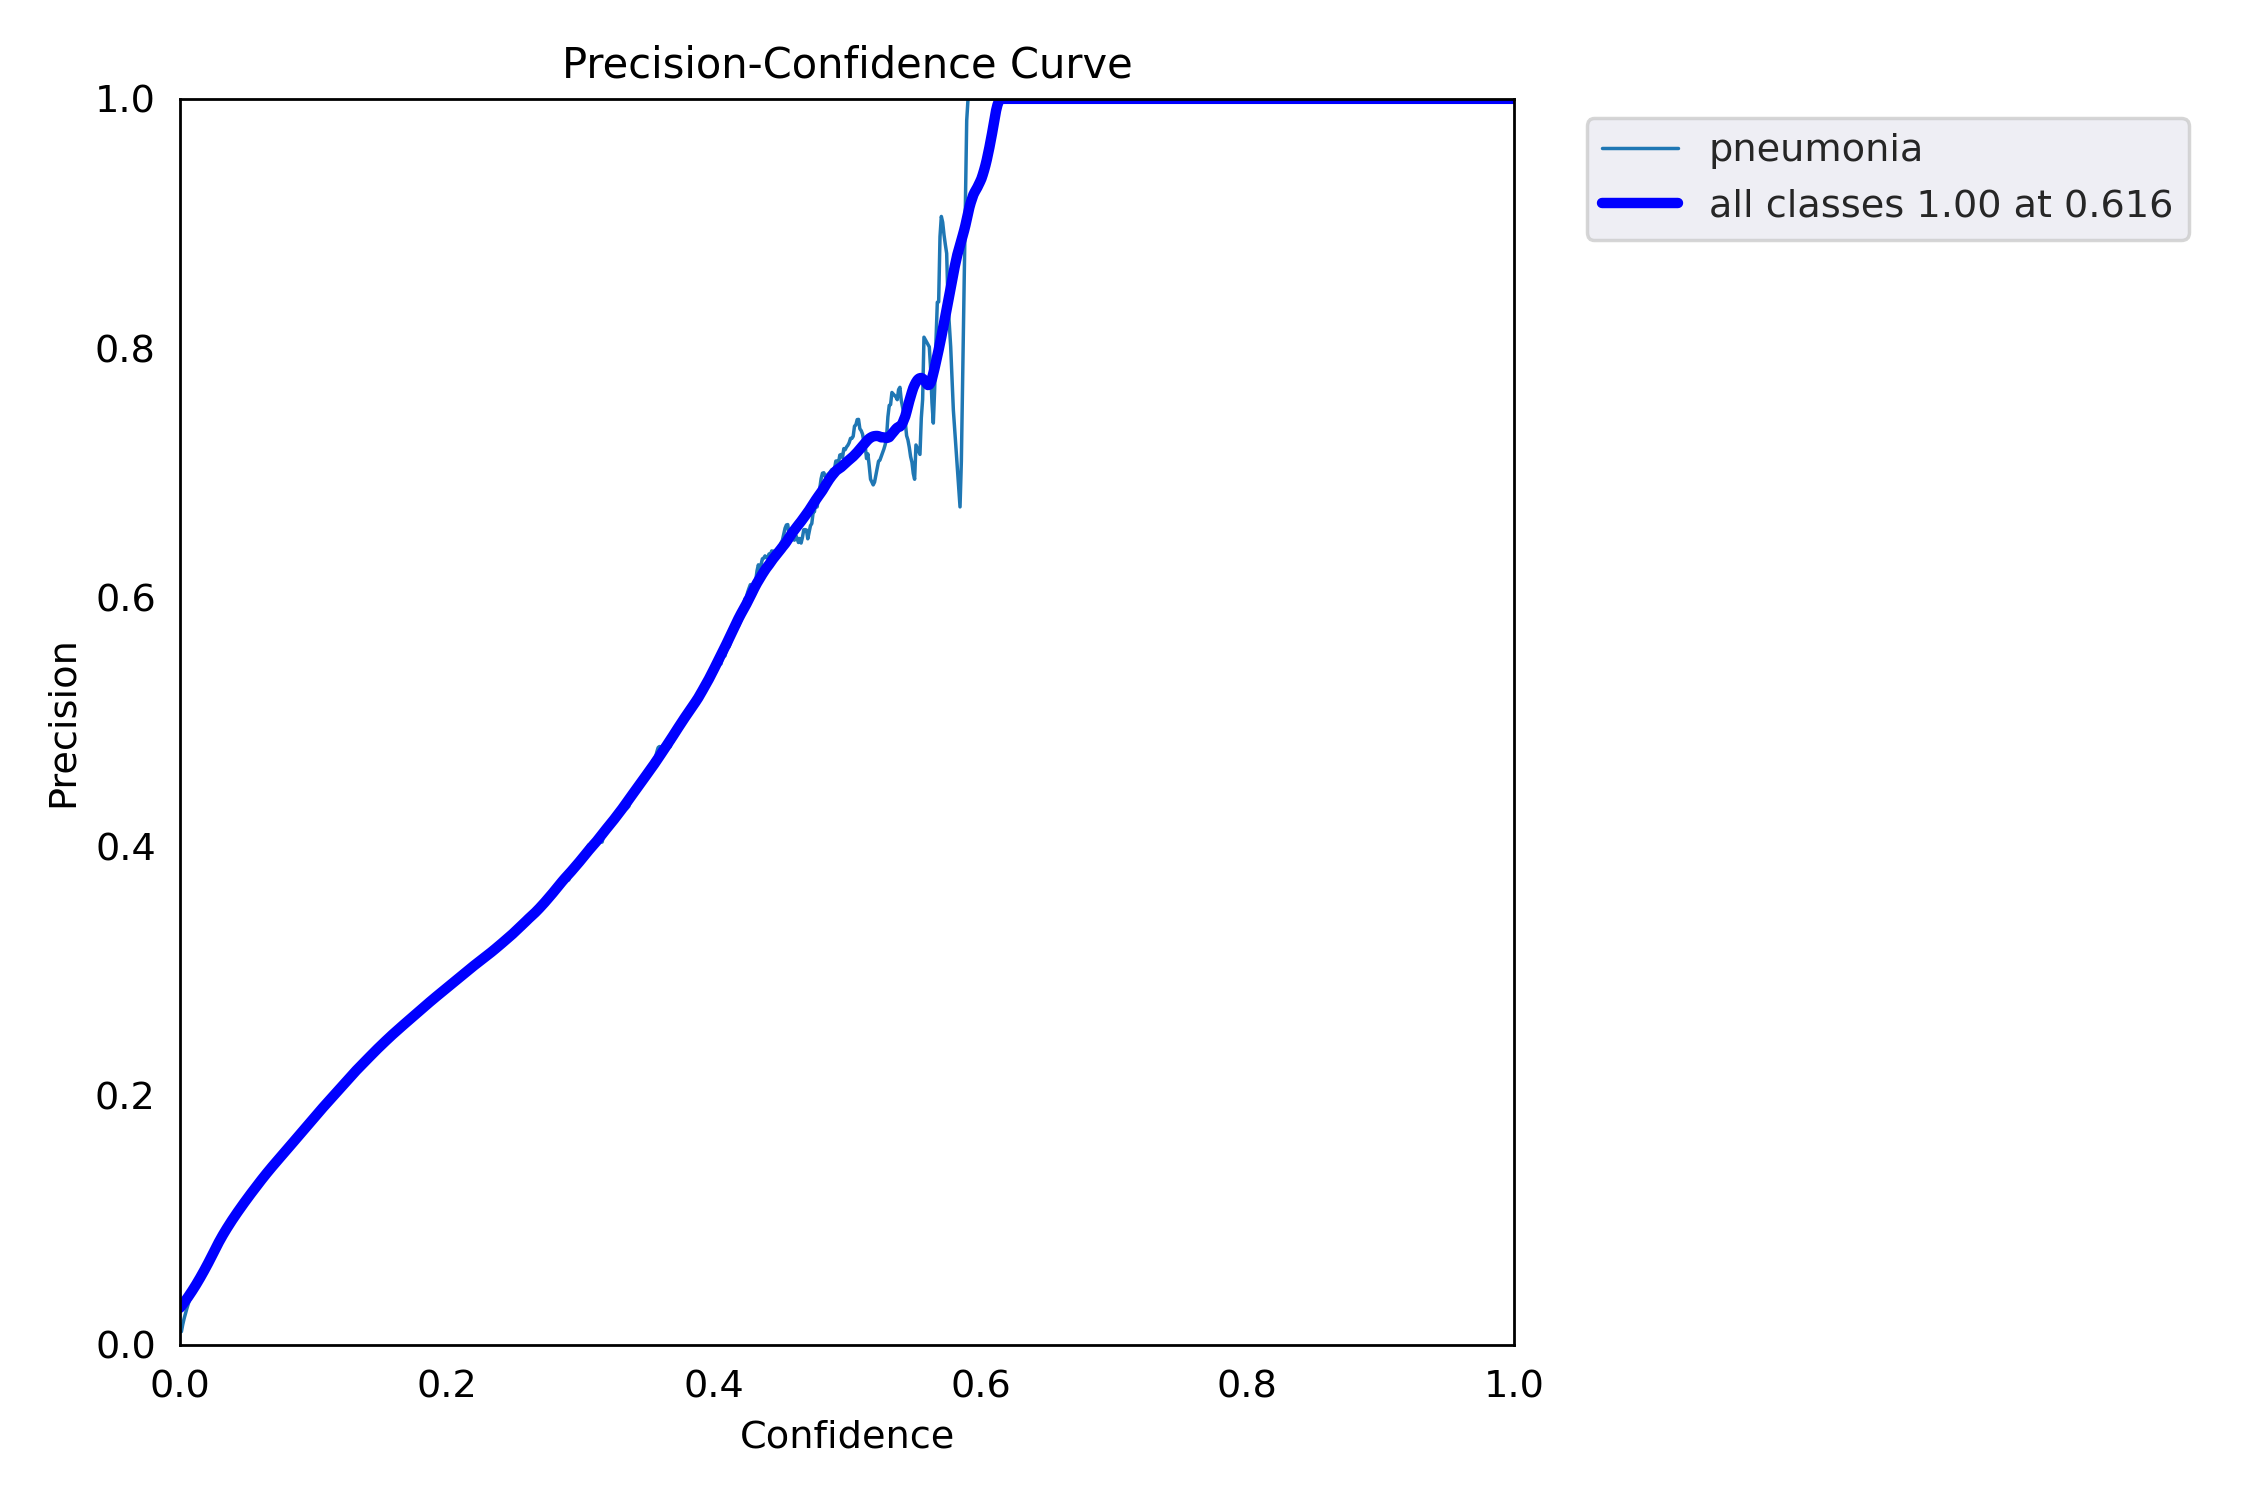 Precision-Confidence Curve
pneumonia
all classes 1.00 at 0.616
1.0
0.8
0.6
0.4
0.2
0.0
Precision
0.0 0.2 0.4 0.6 0.8 1.0
Confidence